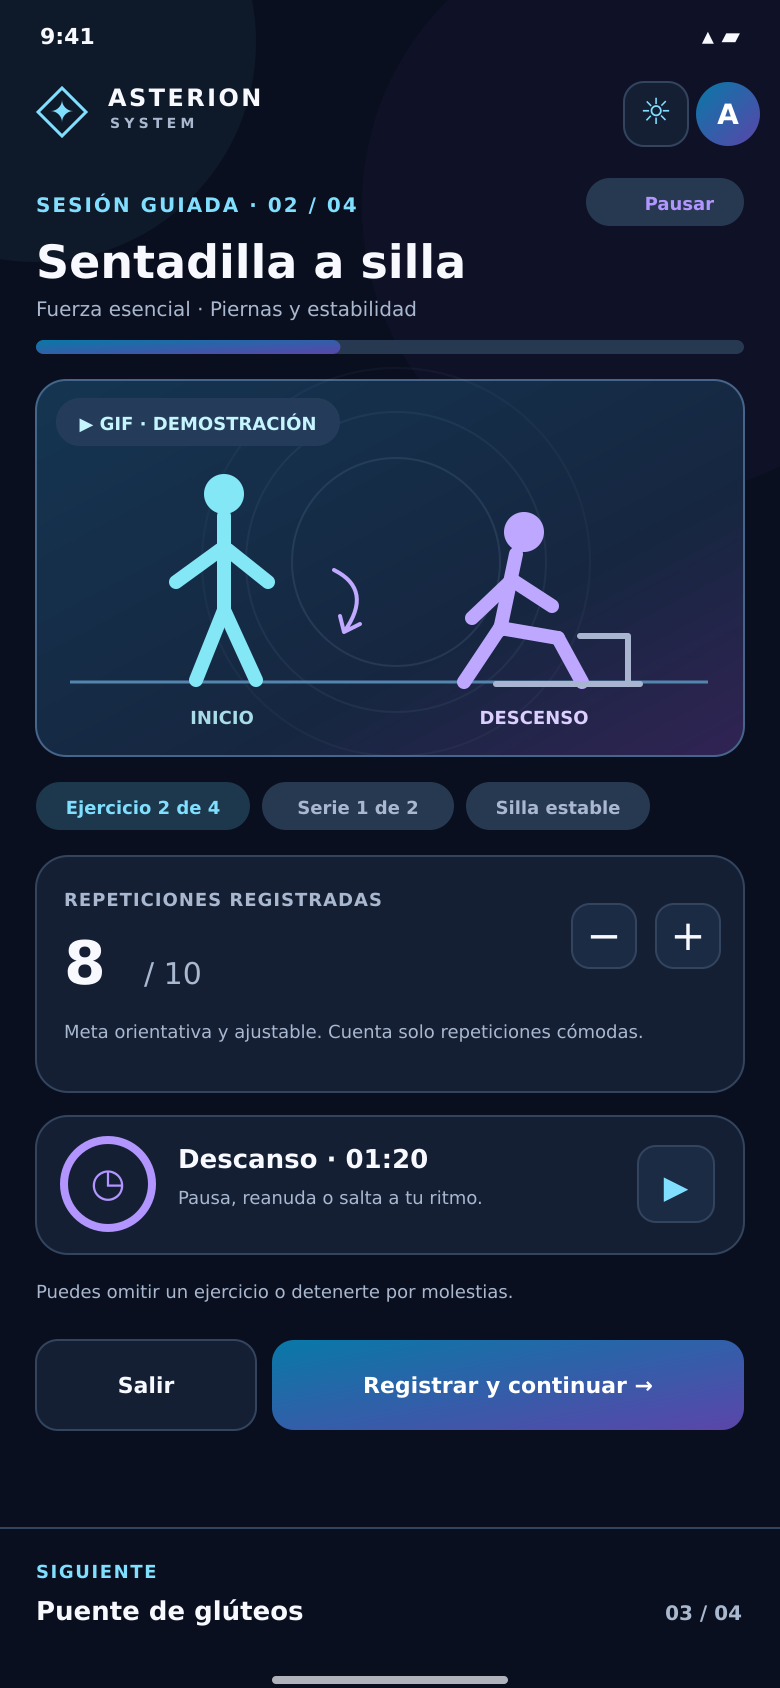 9:41
ASTERION
SYSTEM
A
SESIÓN GUIADA · 02 / 04
Pausar
Sentadilla a silla
Fuerza esencial · Piernas y estabilidad
▶ GIF · DEMOSTRACIÓN
INICIO
DESCENSO
Ejercicio 2 de 4
Serie 1 de 2
Silla estable
REPETICIONES REGISTRADAS
8 / 10
− +
Meta orientativa y ajustable. Cuenta solo repeticiones cómodas.
Descanso · 01:20
Pausa, reanuda o salta a tu ritmo.
Puedes omitir un ejercicio o detenerte por molestias.
Salir
Registrar y continuar →
SIGUIENTE
Puente de glúteos
03 / 04